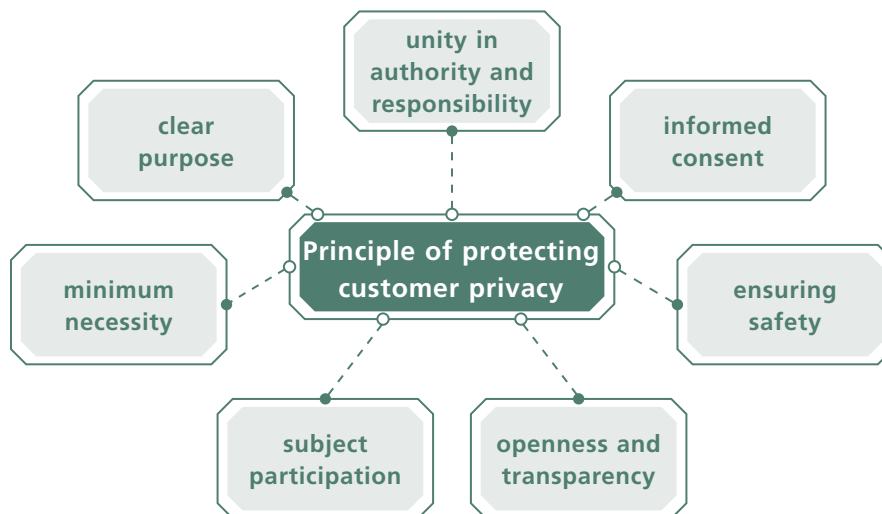 unity in
authority and
responsibility
clear
purpose
informed
consent
Principle of protecting
customer privacy
minimum
necessity
ensuring
safety
subject
participation
openness and
transparency